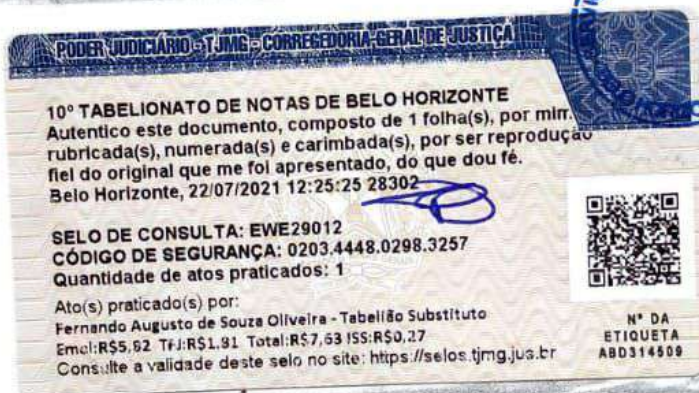 PODER JUDICIÁRIO - TJMG - CORREGEDORIA-GERAL DE JUSTIÇA
10º TABELIONATO DE NOTAS DE BELO HORIZONTE
Autentico este documento, composto de 1 folha(s), por mim.
rubricada(s), numerada(s) e carimbada(s), por ser reprodução
fiel do original que me foi apresentado, do que dou fé.
Belo Horizonte, 22/07/2021 12:25:25 28302
SELO DE CONSULTA: EWE29012
CÓDIGO DE SEGURANÇA: 0203.4448.0298.3257
Quantidade de atos praticados: 1
Ato(s) praticado(s) por:
Fernando Augusto de Souza Oliveira - Tabelião Substituto
Emol:R$5,82 TFJ:R$1,81 Total:R$7,63 ISS:R$0,27
Consulte a validade deste selo no site: https://selos.tjmg.jus.br
Nº DA
ETIQUETA
ABD314509
BELO HORIZONTE